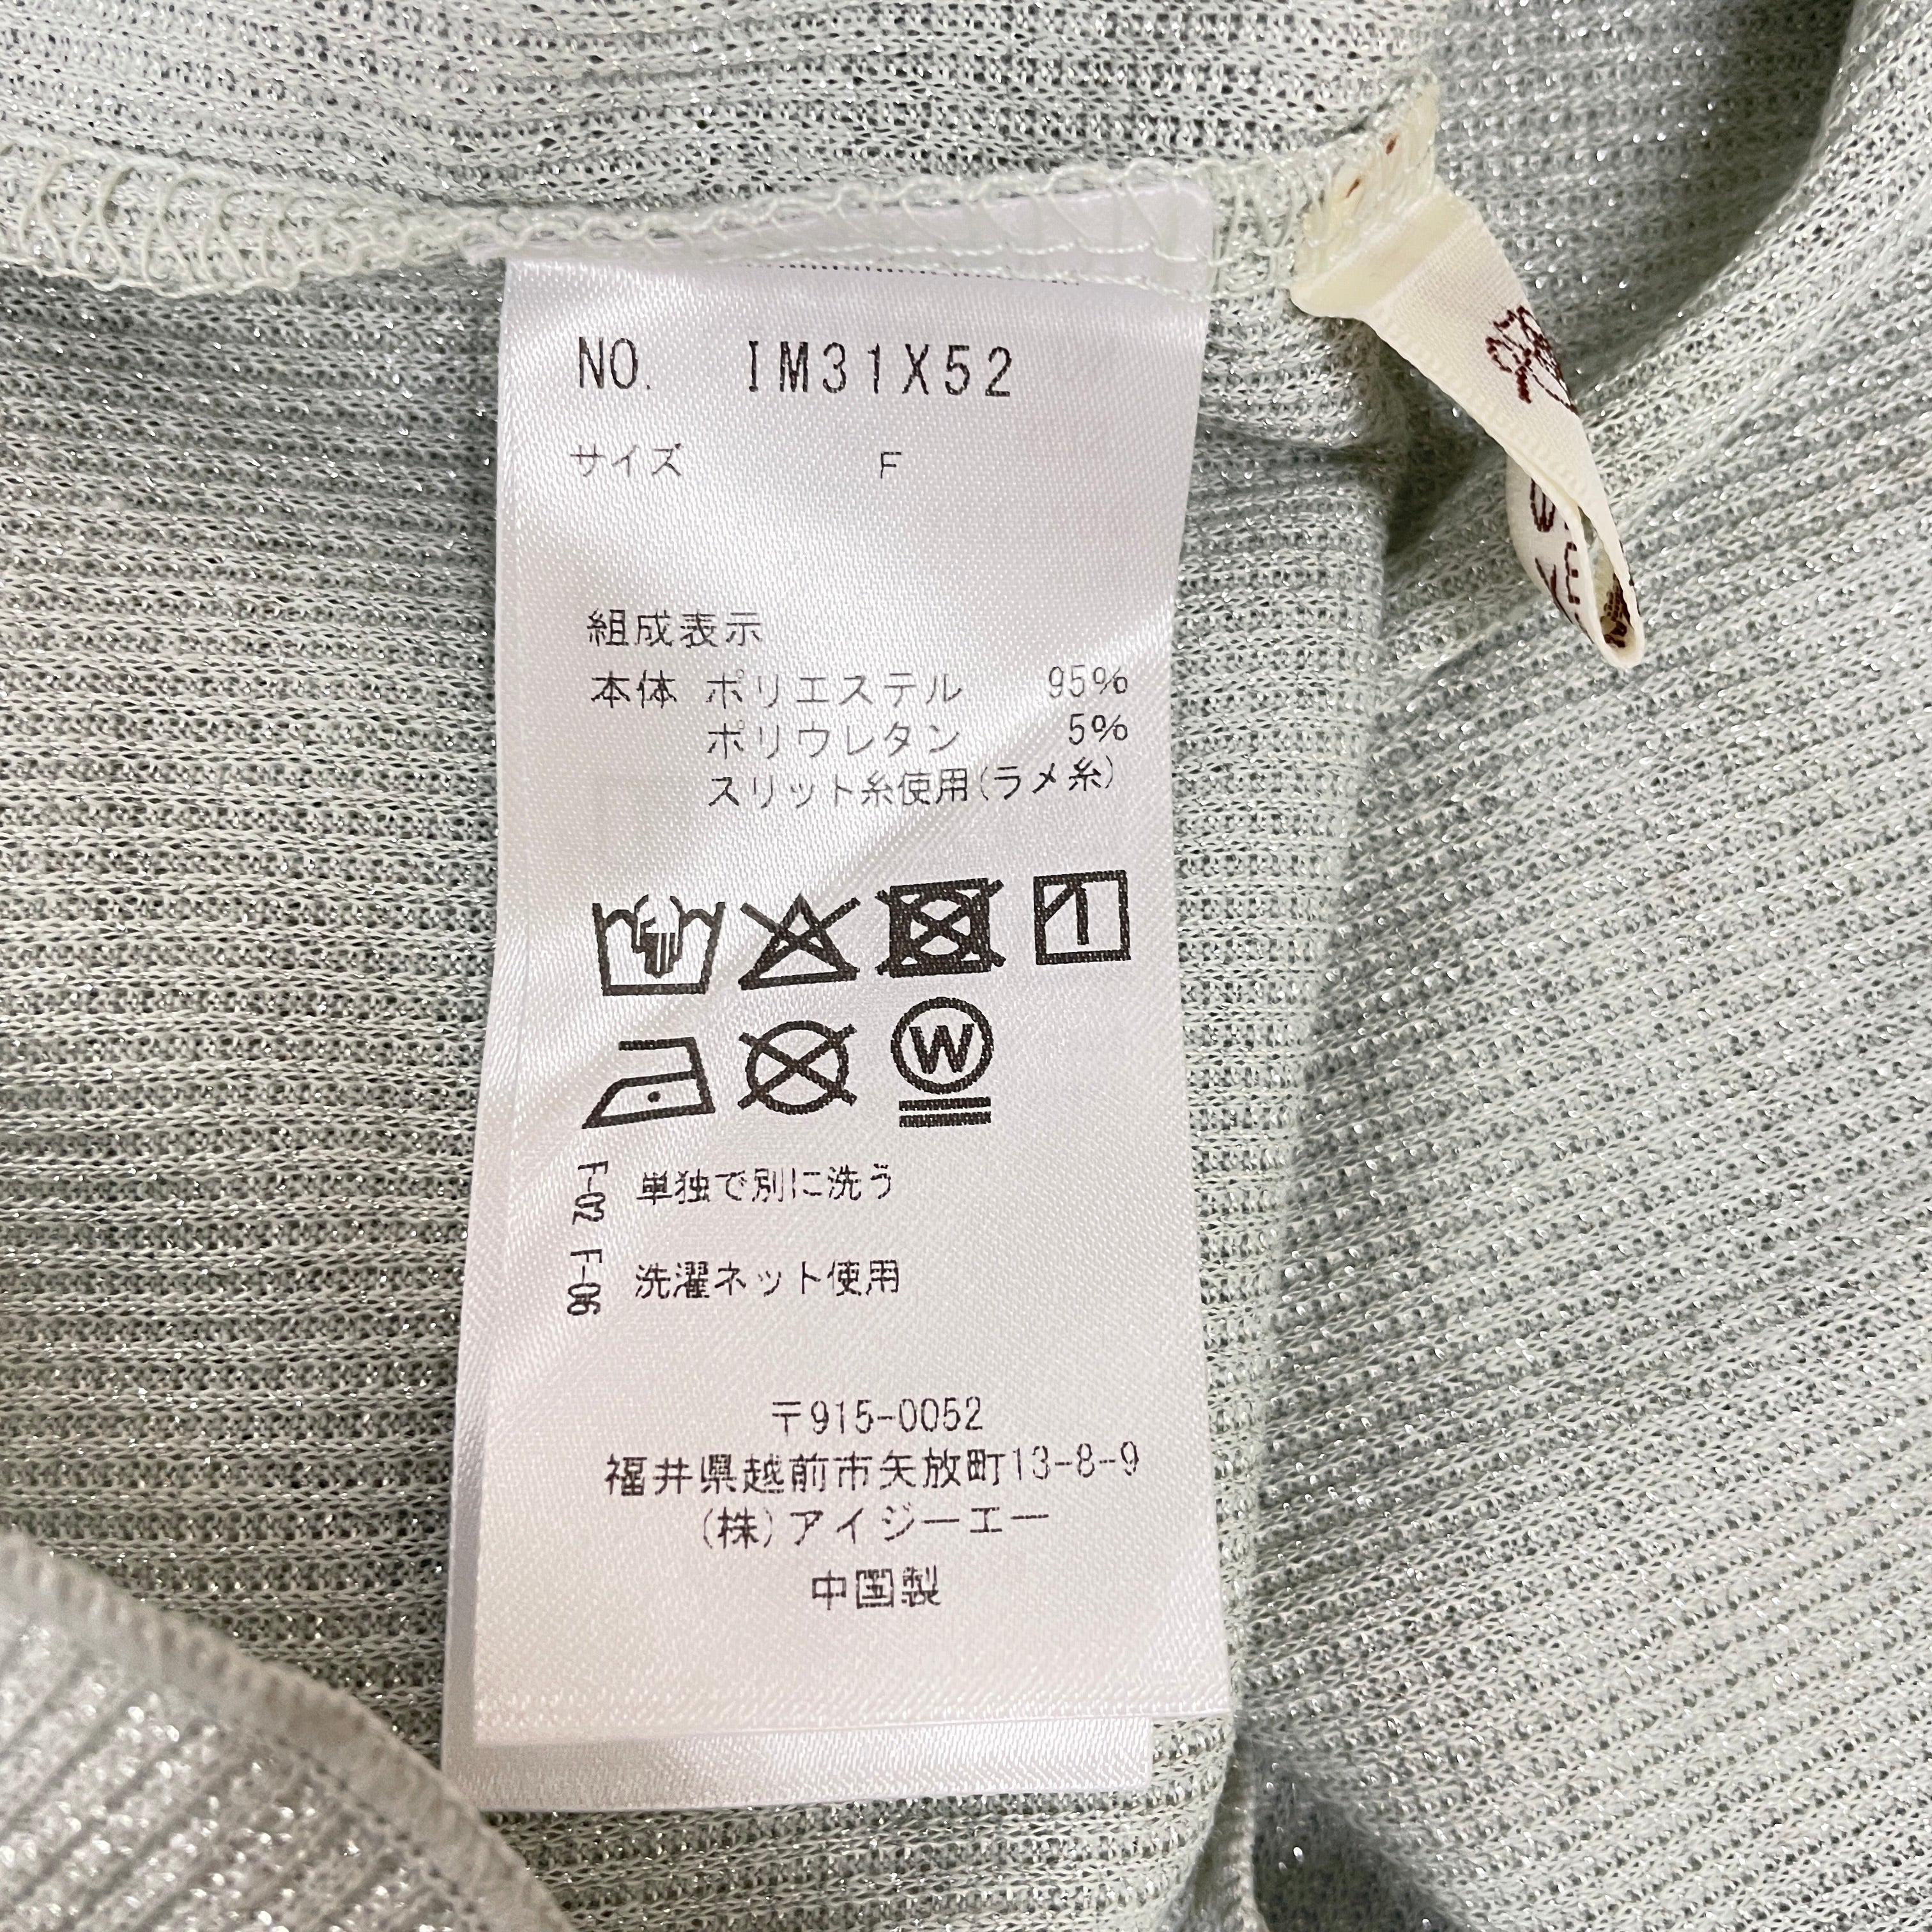 NO. IM31X52
サイズ F
組成表示
本体 ポリエステル 95%
ポリウレタン 5%
スリット糸使用(ラメ糸)
W
F-02 単独で別に洗う
F-06 洗濯ネット使用
〒915-0052
福井県越前市矢放町13-8-9
(株)アイジーエー
中国製